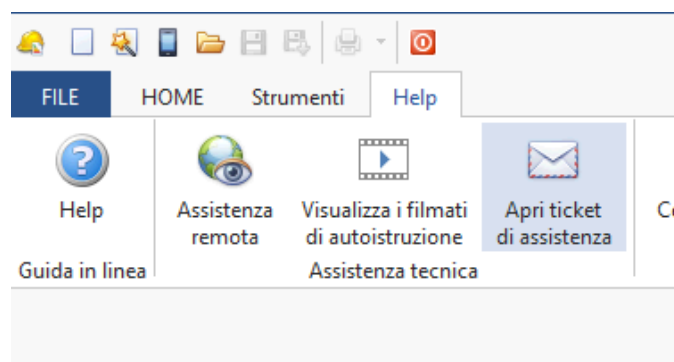 FILE HOME Strumenti Help
Help Assistenza remota Visualizza i filmati di autoistruzione Apri ticket di assistenza
Guida in linea Assistenza tecnica